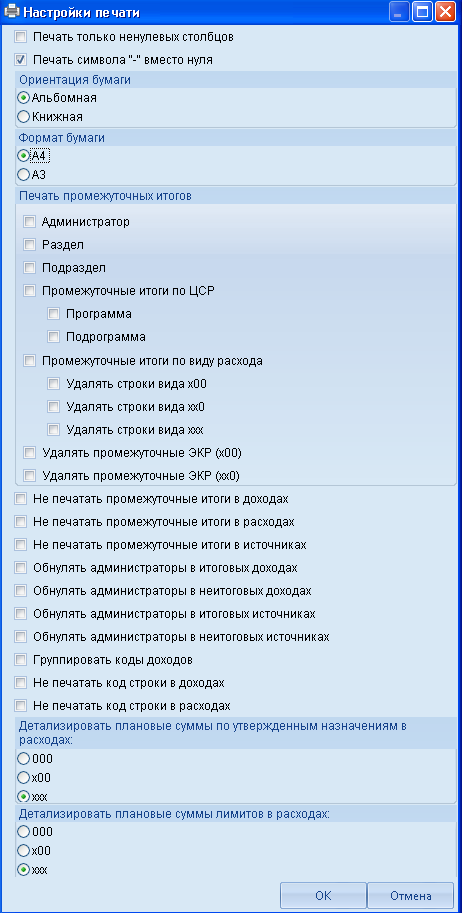 Настройки печати
Печать только ненулевых столбцов
Печать символа "-" вместо нуля
Ориентация бумаги
Альбомная
Книжная
Формат бумаги
А4
А3
Печать промежуточных итогов
Администратор
Раздел
Подраздел
Промежуточные итоги по ЦСР
Программа
Подрограмма
Промежуточные итоги по виду расхода
Удалять строки вида x00
Удалять строки вида xx0
Удалять строки вида xxx
Удалять промежуточные ЭКР (x00)
Удалять промежуточные ЭКР (xx0)
Не печатать промежуточные итоги в доходах
Не печатать промежуточные итоги в расходах
Не печатать промежуточные итоги в источниках
Обнулять администраторы в итоговых доходах
Обнулять администраторы в неитоговых доходах
Обнулять администраторы в итоговых источниках
Обнулять администраторы в неитоговых источниках
Группировать коды доходов
Не печатать код строки в доходах
Не печатать код строки в расходах
Детализировать плановые суммы по утвержденным назначениям в
расходах:
000
x00
xxx
Детализировать плановые суммы лимитов в расходах:
000
x00
xxx
OK Отмена